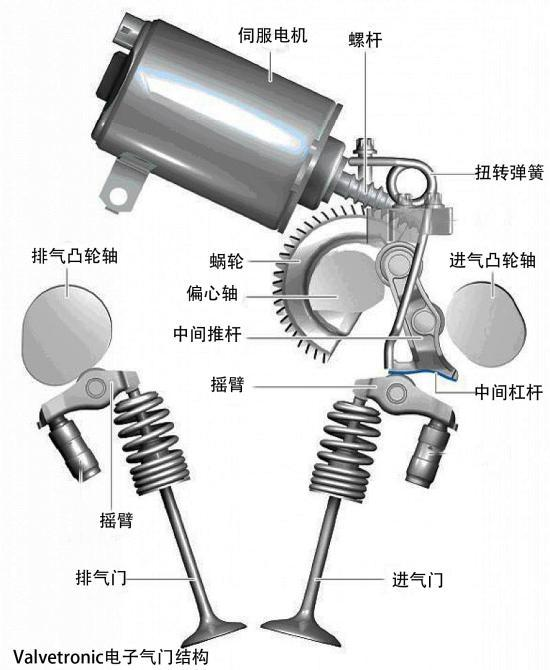 伺服电机
螺杆
扭转弹簧
排气凸轮轴
蜗轮
进气凸轮轴
偏心轴
中间推杆
摇臂
中间杠杆
摇臂
排气门
进气门
Valvetronic电子气门结构